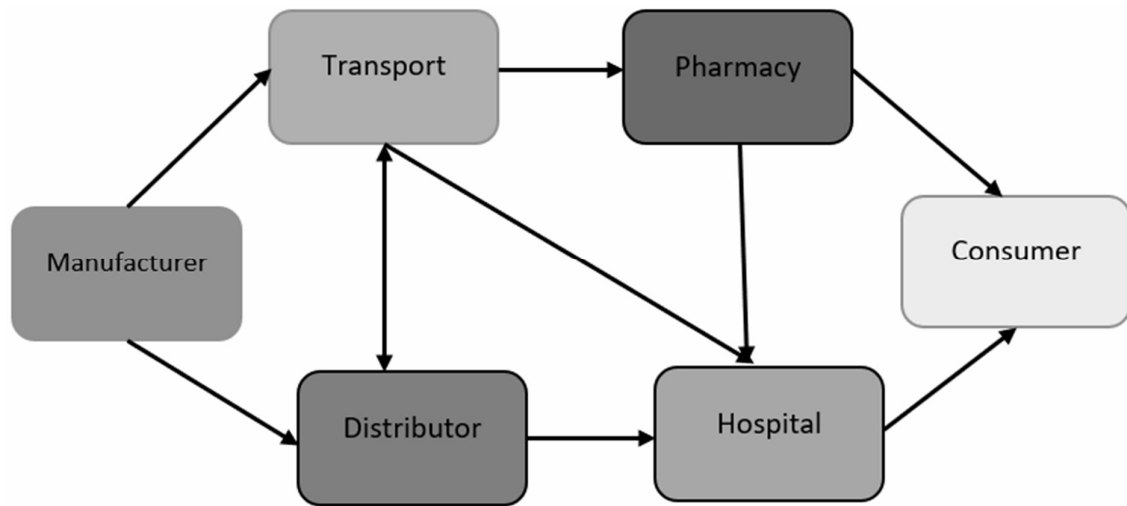 Transport
Pharmacy
Manufacturer
Consumer
Distributor
Hospital